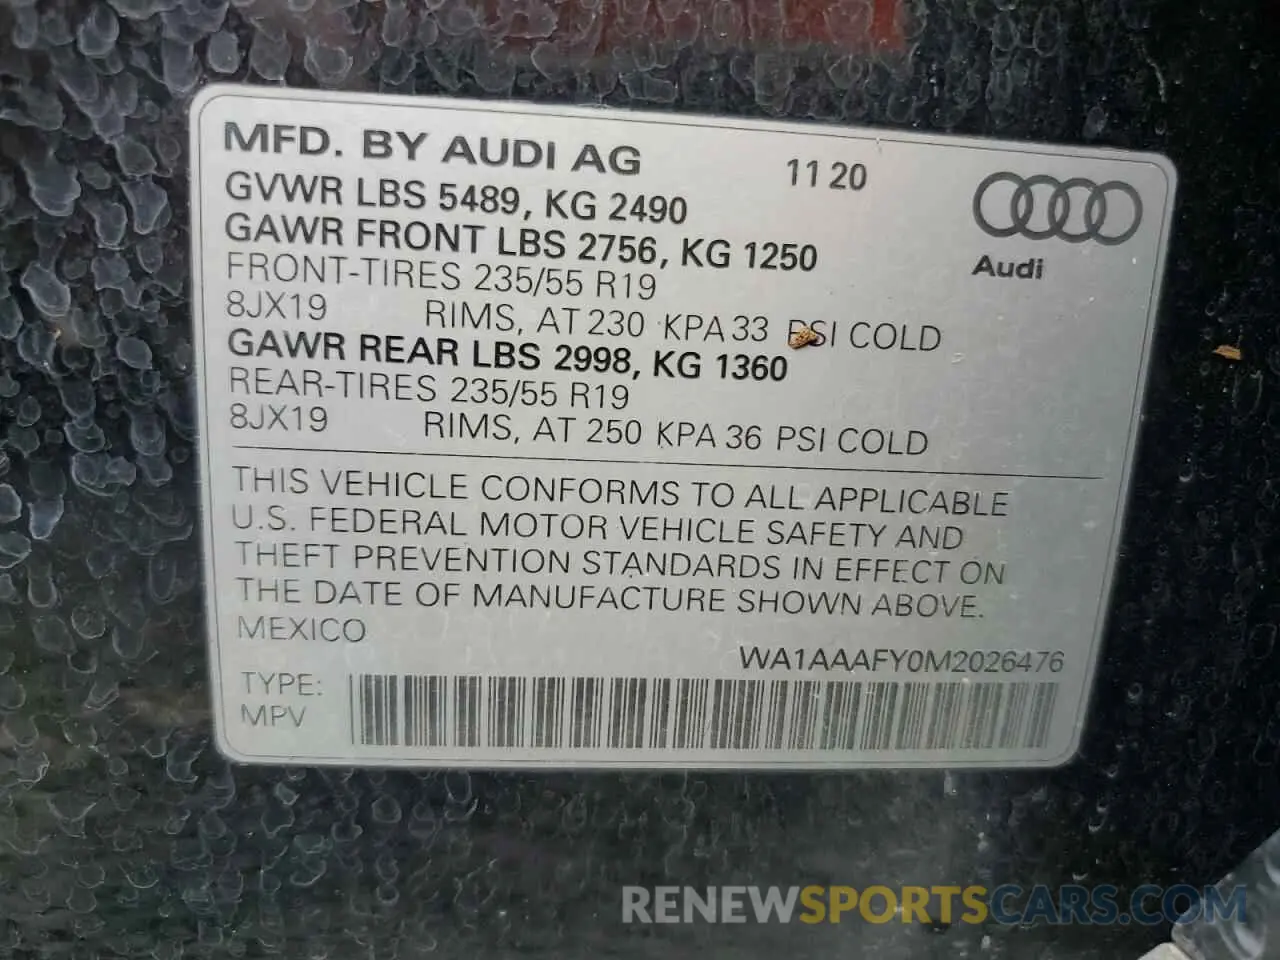 MFD. BY AUDI AG 11 20
GVWR LBS 5489, KG 2490
GAWR FRONT LBS 2756, KG 1250
Audi
FRONT-TIRES 235/55 R19
8JX19 RIMS, AT 230 KPA 33 PSI COLD
GAWR REAR LBS 2998, KG 1360
REAR-TIRES 235/55 R19
8JX19 RIMS, AT 250 KPA 36 PSI COLD
THIS VEHICLE CONFORMS TO ALL APPLICABLE
U.S. FEDERAL MOTOR VEHICLE SAFETY AND
THEFT PREVENTION STANDARDS IN EFFECT ON
THE DATE OF MANUFACTURE SHOWN ABOVE.
MEXICO
WA1AAAFY0M2026476
TYPE:
MPV
RENEWSPORTSCARS.COM